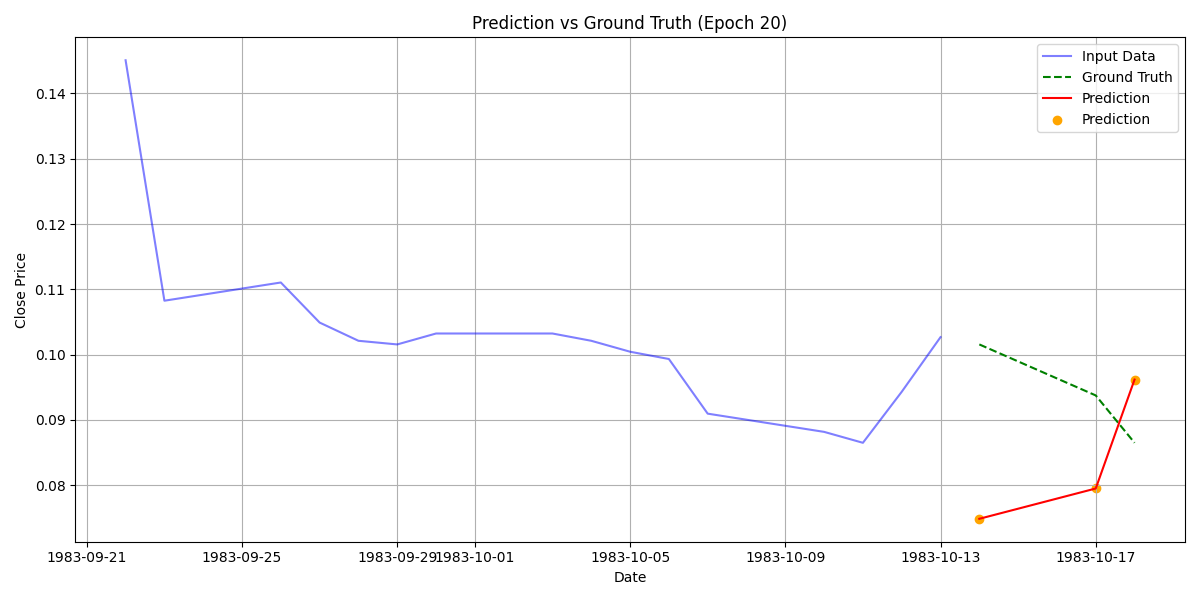 Prediction vs Ground Truth (Epoch 20)
Input Data
Ground Truth
Prediction
Prediction
Close Price
0.14
0.13
0.12
0.11
0.10
0.09
0.08
1983-09-21 1983-09-25 1983-09-29 1983-10-01 1983-10-05 1983-10-09 1983-10-13 1983-10-17
Date